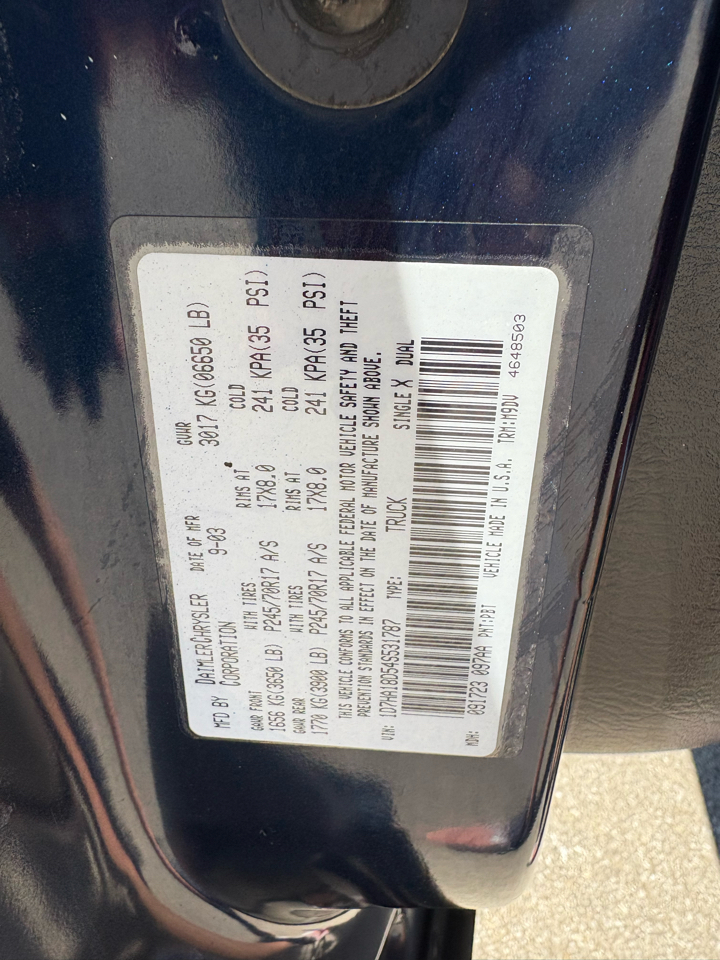 MFD BY DAIMLERCHRYSLER CORPORATION DATE OF MFR 9-03 GVWR 3017 KG(06650 LB)
GAWR FRONT WITH TIRES RIMS AT COLD
1656 KG(3650 LB) P245/70R17 A/S 17X8.0 241 KPA(35 PSI)
GAWR REAR WITH TIRES RIMS AT COLD
1770 KG(3900 LB) P245/70R17 A/S 17X8.0 241 KPA(35 PSI)
THIS VEHICLE CONFORMS TO ALL APPLICABLE FEDERAL MOTOR VEHICLE SAFETY AND THEFT
PREVENTION STANDARDS IN EFFECT ON THE DATE OF MANUFACTURE SHOWN ABOVE.
VIN: 1D7HA18D54S531787 TYPE: TRUCK SINGLE X DUAL
MDH: 091723 097AA PNT:PBT VEHICLE MADE IN U.S.A. TRM:M9DV 4648503